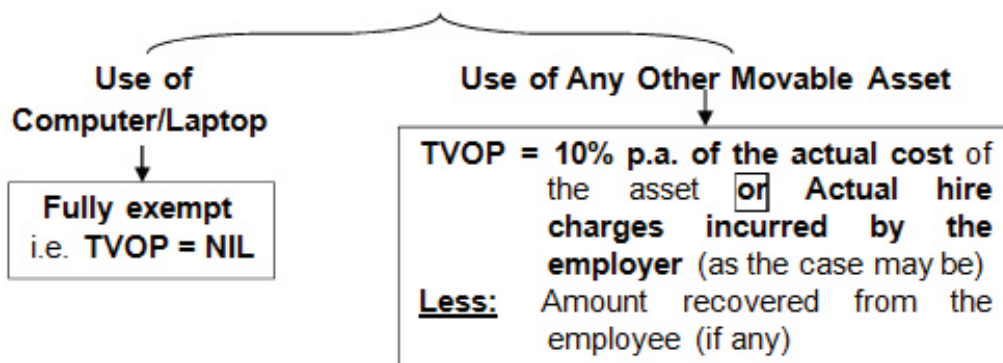 Use of
Computer/Laptop
Fully exempt
i.e. TVOP = NIL
Use of Any Other Movable Asset
TVOP = 10% p.a. of the actual cost of
the asset or Actual hire
charges incurred by the
employer (as the case may be)
Less: Amount recovered from the
employee (if any)